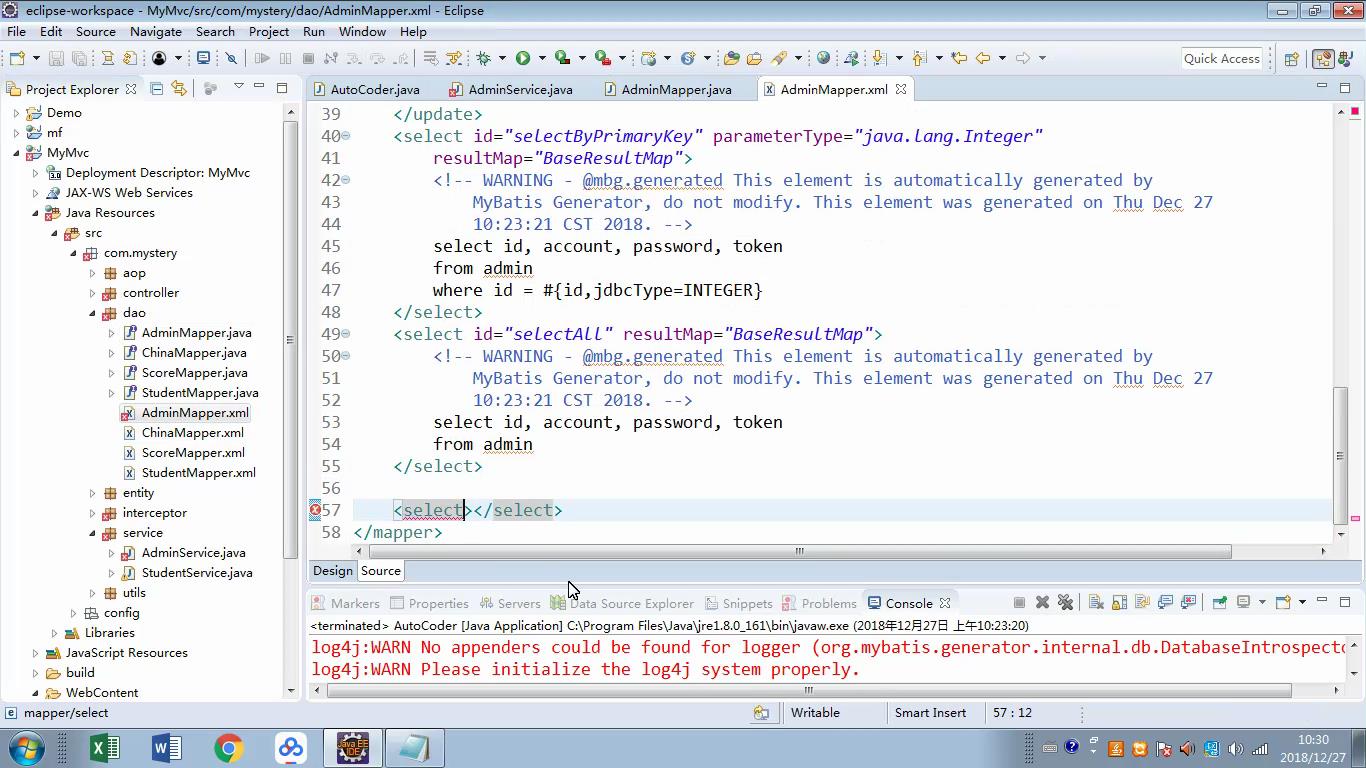 eclipse-workspace - MyMvc/src/com/mystery/dao/AdminMapper.xml - Eclipse
File Edit Source Navigate Search Project Run Window Help
Quick Access
Project Explorer
AutoCoder.java AdminService.java AdminMapper.java AdminMapper.xml
Demo
mf
MyMvc
Deployment Descriptor: MyMvc
JAX-WS Web Services
Java Resources
src
com.mystery
aop
controller
dao
AdminMapper.java
ChinaMapper.java
ScoreMapper.java
StudentMapper.java
AdminMapper.xml
ChinaMapper.xml
ScoreMapper.xml
StudentMapper.xml
entity
interceptor
service
AdminService.java
StudentService.java
utils
config
Libraries
JavaScript Resources
build
WebContent
39 </update>
40 <select id="selectByPrimaryKey" parameterType="java.lang.Integer"
41 resultMap="BaseResultMap">
42 <!-- WARNING - @mbg.generated This element is automatically generated by
43 MyBatis Generator, do not modify. This element was generated on Thu Dec 27
44 10:23:21 CST 2018. -->
45 select id, account, password, token
46 from admin
47 where id = #{id,jdbcType=INTEGER}
48 </select>
49 <select id="selectAll" resultMap="BaseResultMap">
50 <!-- WARNING - @mbg.generated This element is automatically generated by
51 MyBatis Generator, do not modify. This element was generated on Thu Dec 27
52 10:23:21 CST 2018. -->
53 select id, account, password, token
54 from admin
55 </select>
56
57 <select></select>
58 </mapper>
Design Source
Markers Properties Servers Data Source Explorer Snippets Problems Console
<terminated> AutoCoder [Java Application] C:\Program Files\Java\jre1.8.0_161\bin\javaw.exe (2018年12月27日 上午10:23:20)
log4j:WARN No appenders could be found for logger (org.mybatis.generator.internal.db.DatabaseIntrospecto
log4j:WARN Please initialize the log4j system properly.
mapper/select Writable Smart Insert 57 : 12
Java EE
IDE
10:30
2018/12/27